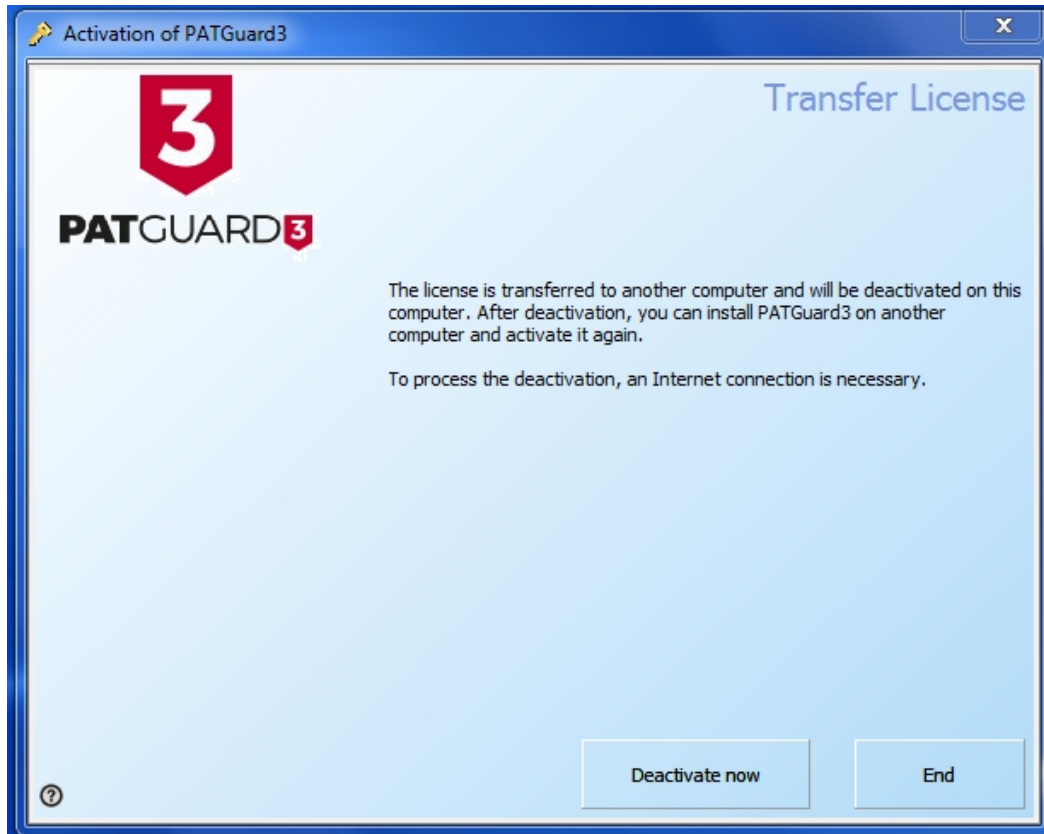 Activation of PATGuard3
X
3
Transfer License
PATGUARD3
The license is transferred to another computer and will be deactivated on this
computer. After deactivation, you can install PATGuard3 on another
computer and activate it again.
To process the deactivation, an Internet connection is necessary.
?
Deactivate now
End